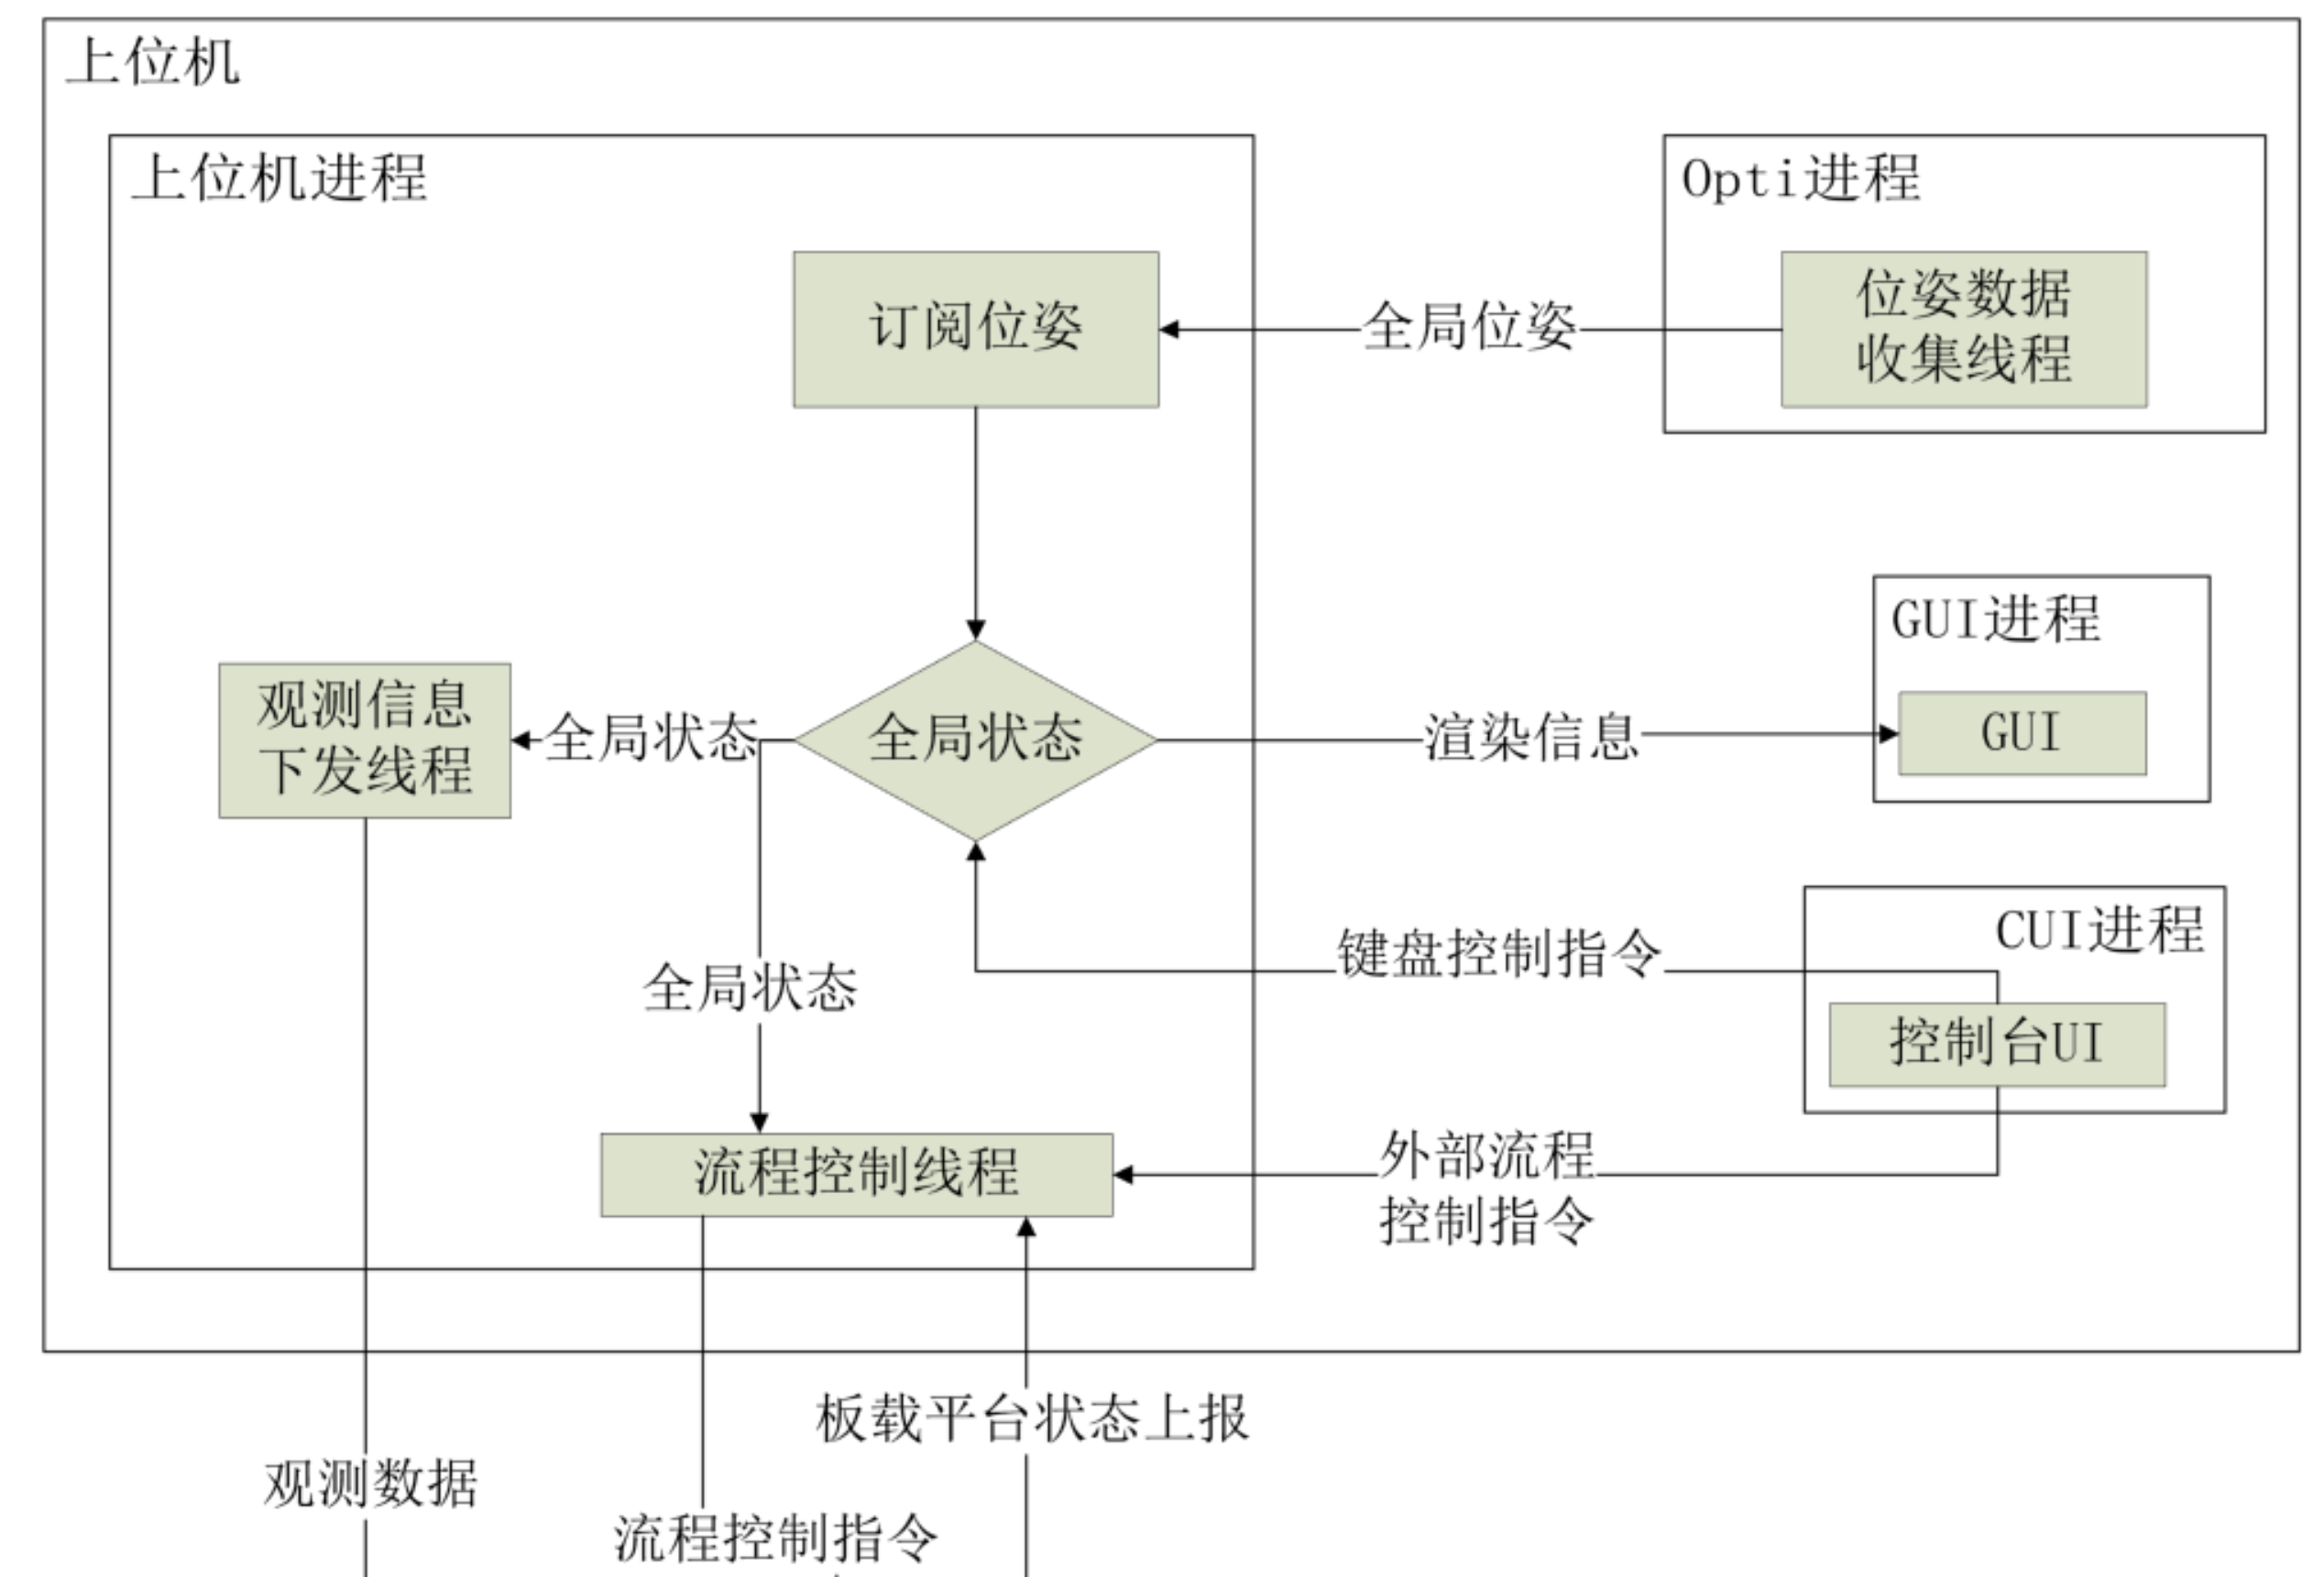 上位机
上位机进程
Opti进程
订阅位姿
全局位姿
位姿数据
收集线程
GUI进程
观测信息
下发线程
全局状态
全局状态
渲染信息
GUI
CUI进程
键盘控制指令
全局状态
控制台UI
流程控制线程
外部流程
控制指令
板载平台状态上报
观测数据
流程控制指令